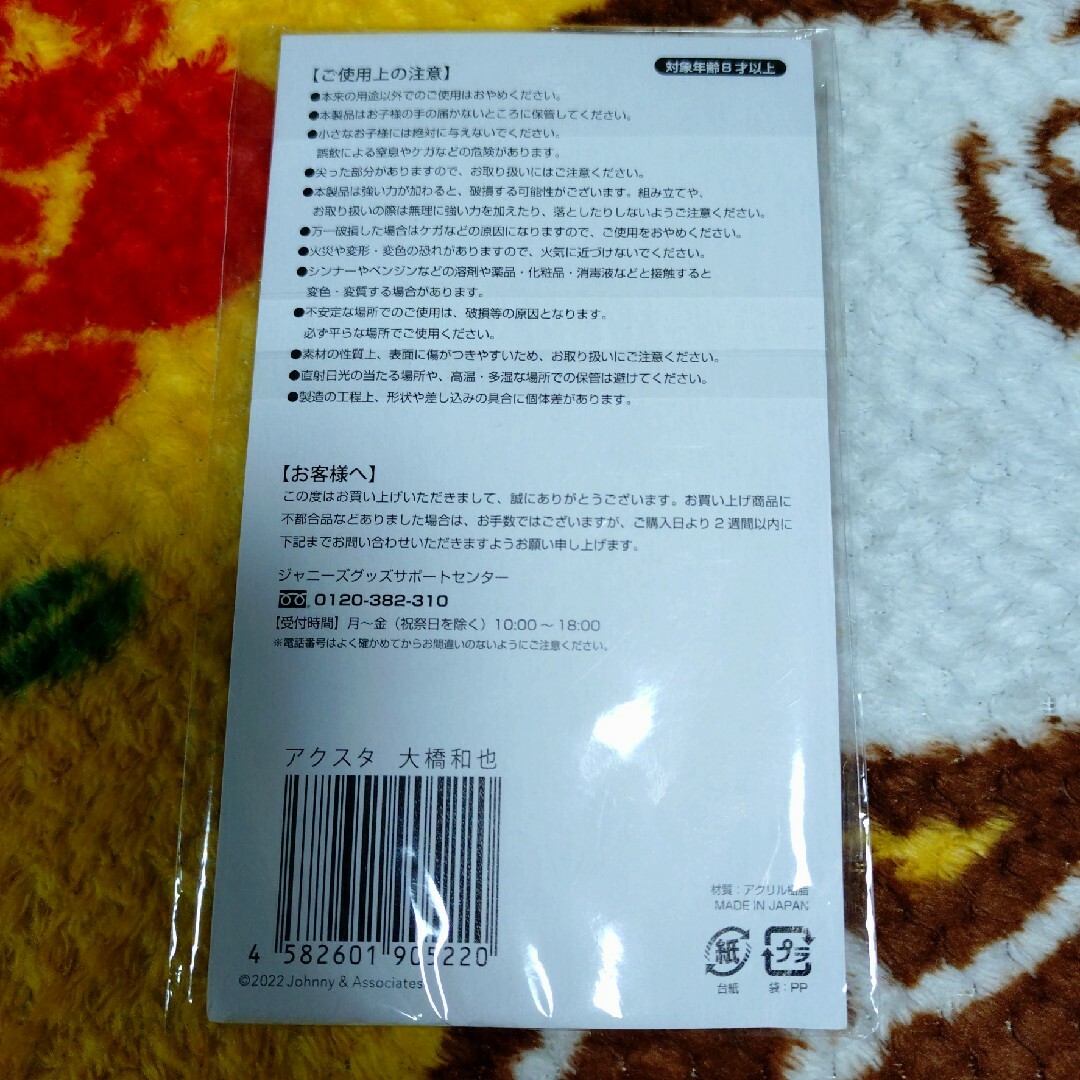 【ご使用上の注意】
対象年齢8才以上
●本来の用途以外でのご使用はおやめください。
●本製品はお子様の手の届かないところに保管してください。
●小さなお子様には絶対に与えないでください。
誤飲による窒息やケガなどの危険があります。
●尖った部分がありますので、お取り扱いにはご注意ください。
●本製品は強い力が加わると、破損する可能性がございます。組み立てや、
お取り扱いの際は無理に強い力を加えたり、落としたりしないようご注意ください。
●万一破損した場合はケガなどの原因になりますので、ご使用をおやめください。
●火災や変形・変色の恐れがありますので、火気に近づけないでください。
●シンナーやベンジンなどの溶剤や薬品・化粧品・消毒液などと接触すると
変色・変質する場合があります。
●不安定な場所でのご使用は、破損等の原因となります。
必ず平らな場所でご使用ください。
●素材の性質上、表面に傷がつきやすいため、お取り扱いにご注意ください。
●直射日光の当たる場所や、高温・多湿な場所での保管は避けてください。
●製造の工程上、形状や差し込みの具合に個体差があります。
【お客様へ】
この度はお買い上げいただきまして、誠にありがとうございます。お買い上げ商品に
不都合品などありました場合は、お手数ではございますが、ご購入日より2週間以内に
下記までお問い合わせいただきますようお願い申し上げます。
ジャニーズグッズサポートセンター
0120-382-310
【受付時間】月〜金（祝祭日を除く）10:00〜18:00
※電話番号はよく確かめてからお間違いのないようにご注意ください。
アクスタ 大橋和也
4 582601 905220
©2022 Johnny & Associates
材質：アクリル樹脂
MADE IN JAPAN
紙
プラ
台紙
袋：PP